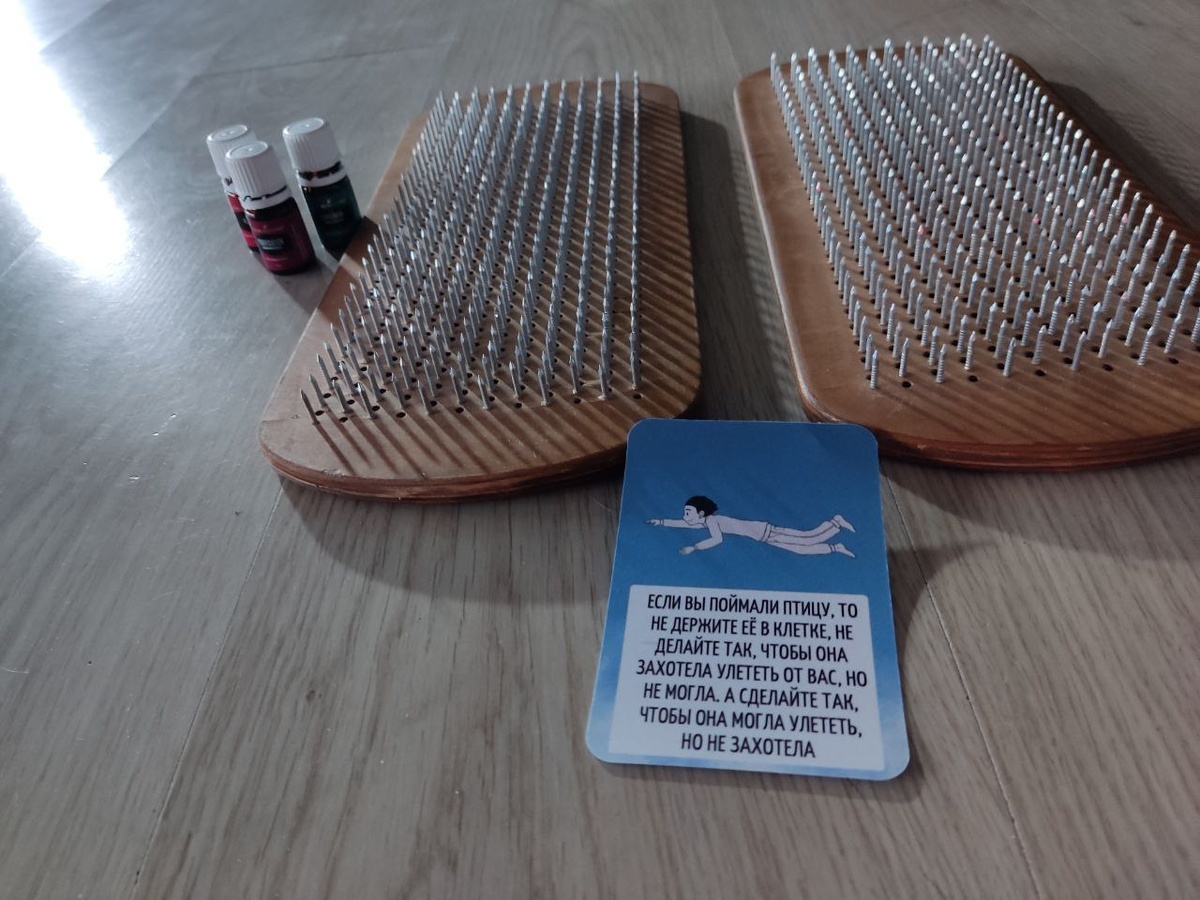 ЕСЛИ ВЫ ПОЙМАЛИ ПТИЦУ, ТО
НЕ ДЕРЖИТЕ ЕЁ В КЛЕТКЕ, НЕ
ДЕЛАЙТЕ ТАК, ЧТОБЫ ОНА
ЗАХОТЕЛА УЛЕТЕТЬ ОТ ВАС, НО
НЕ МОГЛА. А СДЕЛАЙТЕ ТАК,
ЧТОБЫ ОНА МОГЛА УЛЕТЕТЬ,
НО НЕ ЗАХОТЕЛА